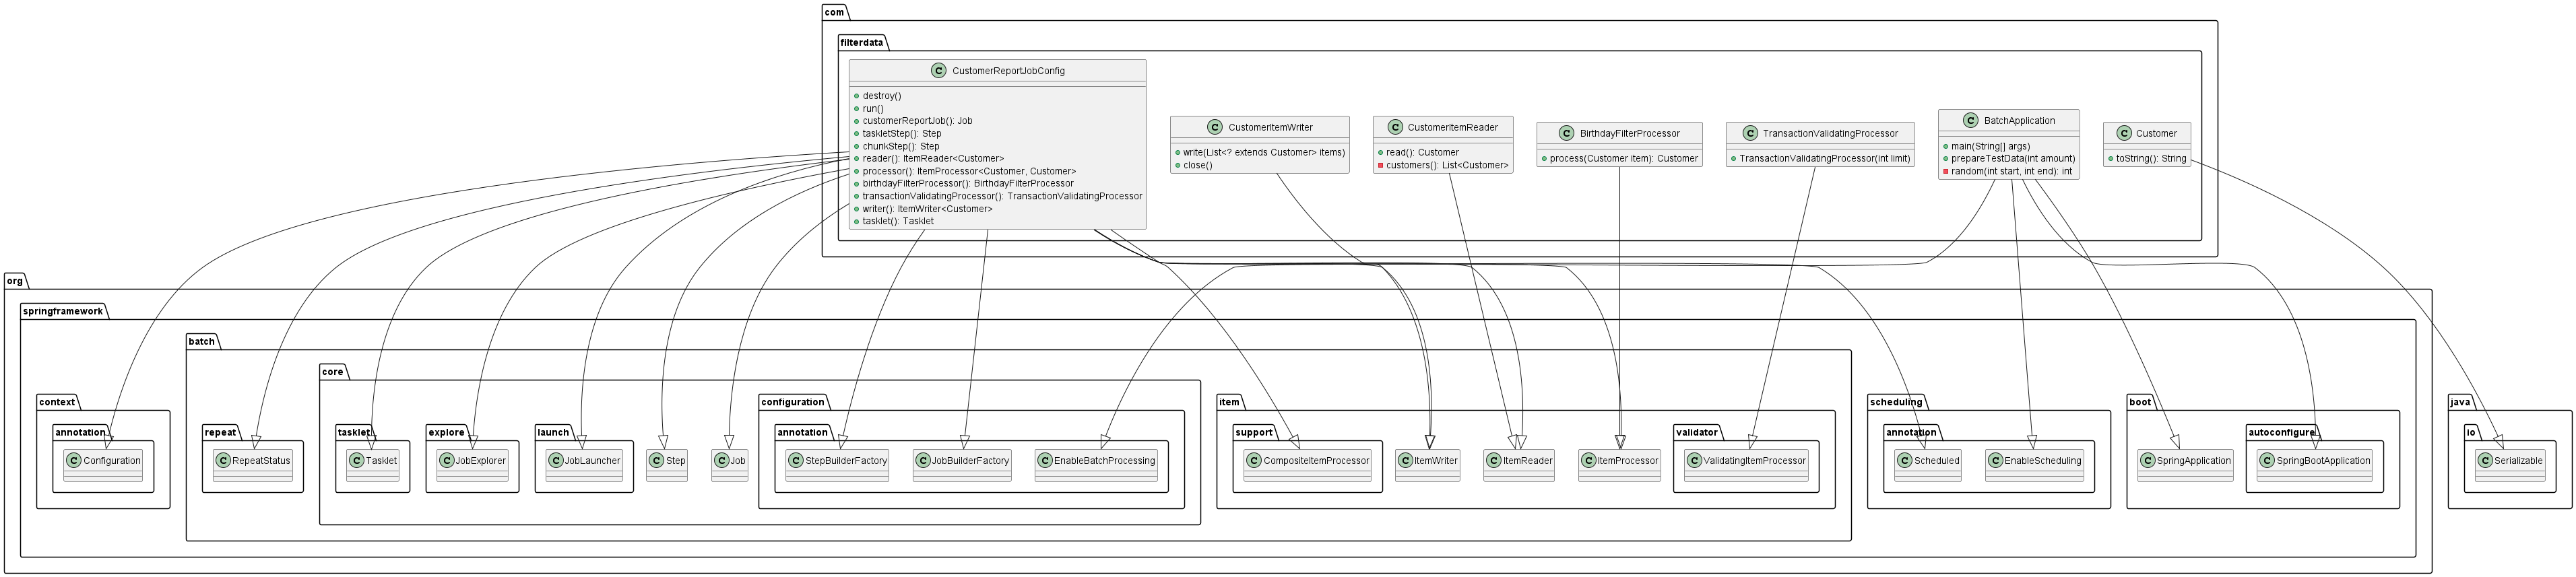 com
filterdata
C CustomerReportJobConfig
destroy()
run()
customerReportJob(): Job
taskletStep(): Step
chunkStep(): Step
reader(): ItemReader<Customer>
processor(): ItemProcessor<Customer, Customer>
birthdayFilterProcessor(): BirthdayFilterProcessor
transactionValidatingProcessor(): TransactionValidatingProcessor
writer(): ItemWriter<Customer>
tasklet(): Tasklet
C CustomerItemWriter
write(List<? extends Customer> items)
close()
C CustomerItemReader
read(): Customer
customers(): List<Customer>
C BirthdayFilterProcessor
process(Customer item): Customer
C TransactionValidatingProcessor
TransactionValidatingProcessor(int limit)
C BatchApplication
main(String[] args)
prepareTestData(int amount)
random(int start, int end): int
C Customer
toString(): String
org
springframework
context
annotation
C Configuration
batch
repeat
C RepeatStatus
core
tasklet
C Tasklet
explore
C JobExplorer
launch
C JobLauncher
C Step
C Job
configuration
annotation
C StepBuilderFactory
C JobBuilderFactory
C EnableBatchProcessing
item
support
C CompositeItemProcessor
C ItemWriter
C ItemReader
C ItemProcessor
validator
C ValidatingItemProcessor
scheduling
annotation
C Scheduled
C EnableScheduling
boot
C SpringApplication
autoconfigure
C SpringBootApplication
java
io
C Serializable